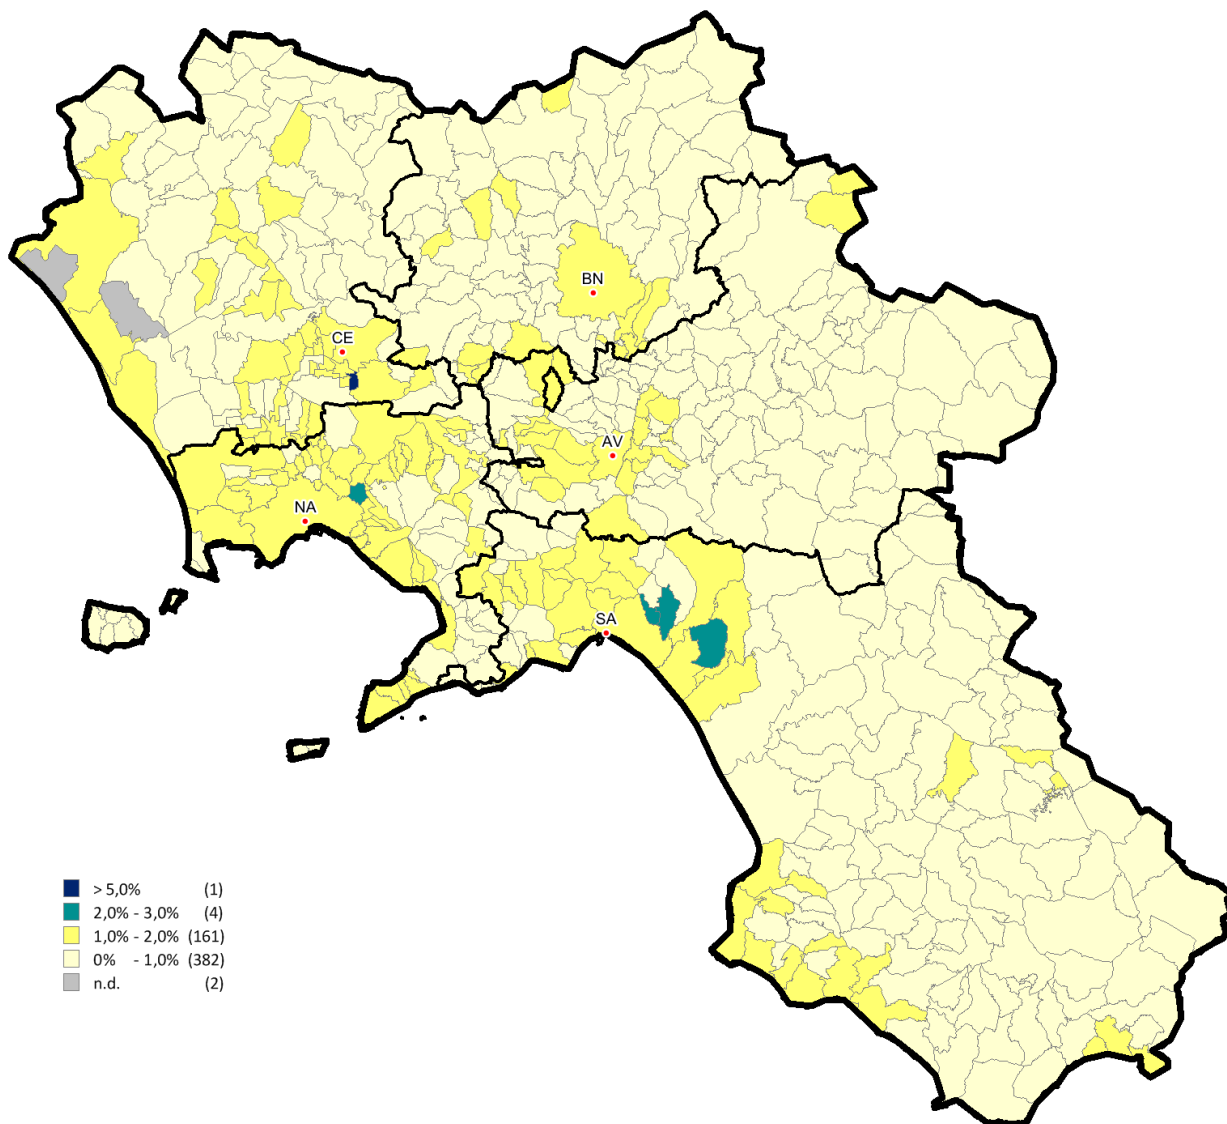 BN
CE
AV
NA
SA
> 5,0% (1)
2,0% - 3,0% (4)
1,0% - 2,0% (161)
0% - 1,0% (382)
n.d. (2)